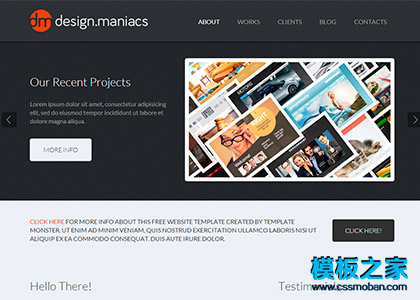 dm design.maniacs
ABOUT WORKS CLIENTS BLOG CONTACTS
Our Recent Projects
Lorem ipsum dolor sit amet, consectetur adipisicing elit, sed do eiusmod tempor incididunt ut labore et dolore magna aliqua.
MORE INFO
CLICK HERE FOR MORE INFO ABOUT THIS FREE WEBSITE TEMPLATE CREATED BY TEMPLATE
MONSTER. UT ENIM AD MINIM VENIAM, QUIS NOSTRUD EXERCITATION ULLAMCO LABORIS NISI UT
ALIQUIP EX EA COMMODO CONSEQUAT. DUIS AUTE IRURE DOLOR.
CLICK HERE!
Hello There!
模板之家
www.cssmoban.com